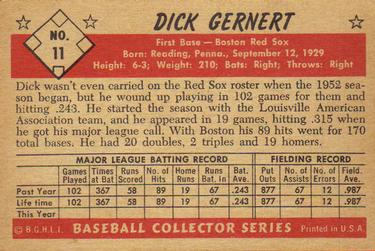 DICK GERNERT
NO.
11
First Base — Boston Red Sox
Born: Reading, Penna., September 12, 1929
Height: 6-3; Weight: 210; Bats: Right; Throws: Right
Dick wasn't even carried on the Red Sox roster when the 1952
season began, but he wound up playing in 102 games for them and
hitting .243. He started the season with the Louisville American
Association team, and he appeared in 19 games, hitting .315 when
he got his major league call. With Boston his 89 hits went for 170
total bases. He had 20 doubles, 2 triples and 19 homers.
MAJOR LEAGUE BATTING RECORD FIELDING RECORD
Games Played Times at Bat Runs Scored No. of Hits Home Runs Runs Bat. in Bat. Ave. Put Outs No. of Assists No. of Errors Field. Ave.
Past Year 102 367 58 89 19 67 .243 877 67 12 .987
Life time 102 367 58 89 19 67 .243 877 67 12 .987
This Year
© B.G.H.L.I. BASEBALL COLLECTOR SERIES Printed in U.S.A.